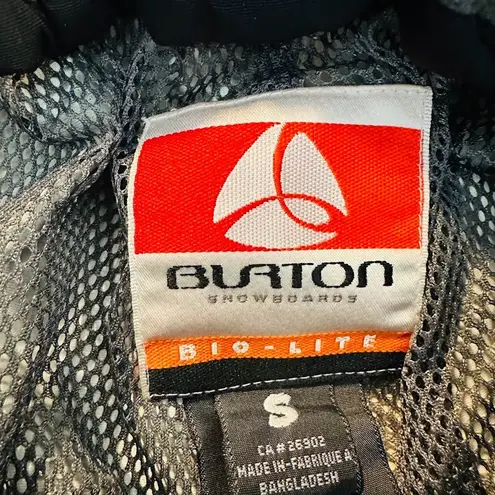 BURTON
SNOWBOARDS
BIO-LITE
S
CA # 26902
MADE IN-FABRIQUE A
BANGLADESH